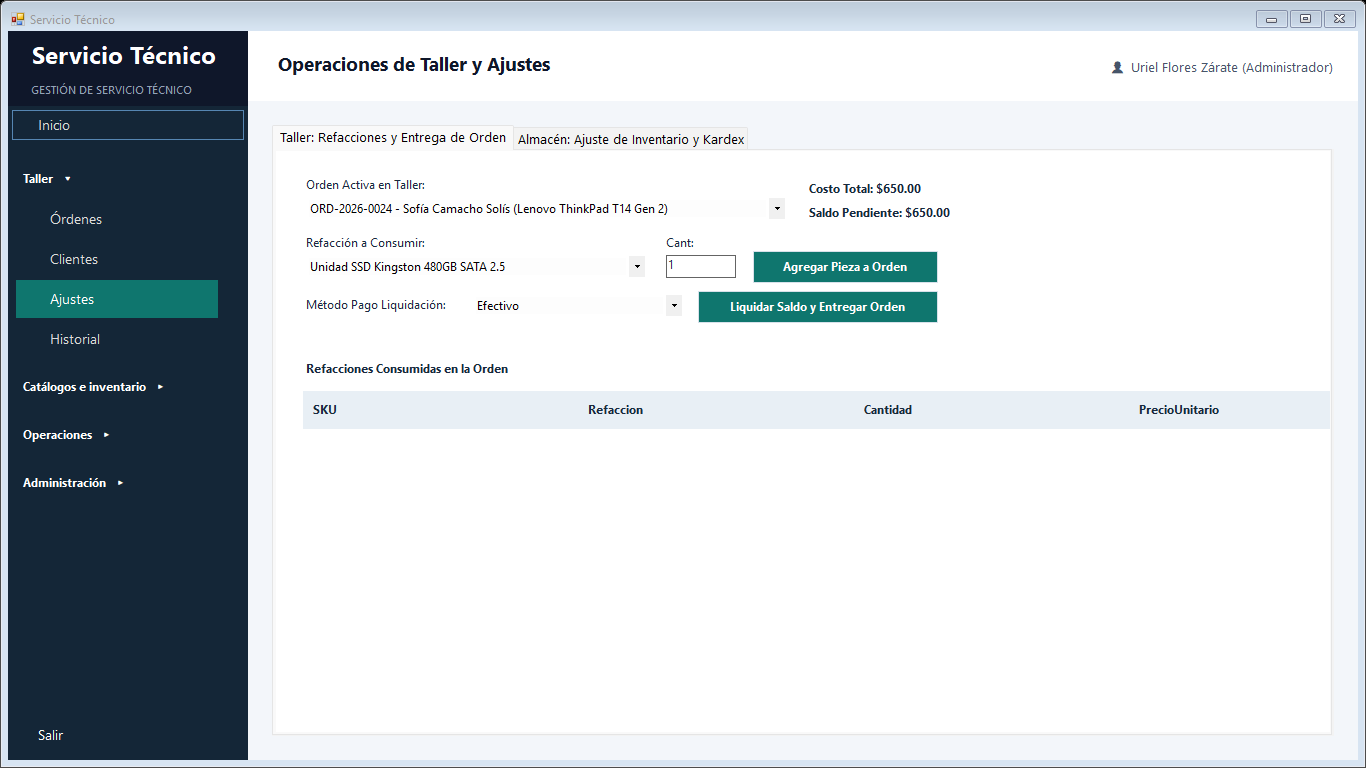 Servicio Técnico
Servicio Técnico
GESTIÓN DE SERVICIO TÉCNICO
Inicio
Taller
Órdenes
Clientes
Ajustes
Historial
Catálogos e inventario
Operaciones
Administración
Salir
Operaciones de Taller y Ajustes
Uriel Flores Zárate (Administrador)
Taller: Refacciones y Entrega de Orden
Almacén: Ajuste de Inventario y Kardex
Orden Activa en Taller:
ORD-2026-0024 - Sofía Camacho Solís (Lenovo ThinkPad T14 Gen 2)
Costo Total: $650.00
Saldo Pendiente: $650.00
Refacción a Consumir:
Cant:
Unidad SSD Kingston 480GB SATA 2.5
1
Agregar Pieza a Orden
Método Pago Liquidación:
Efectivo
Liquidar Saldo y Entregar Orden
Refacciones Consumidas en la Orden
SKU
Refaccion
Cantidad
PrecioUnitario